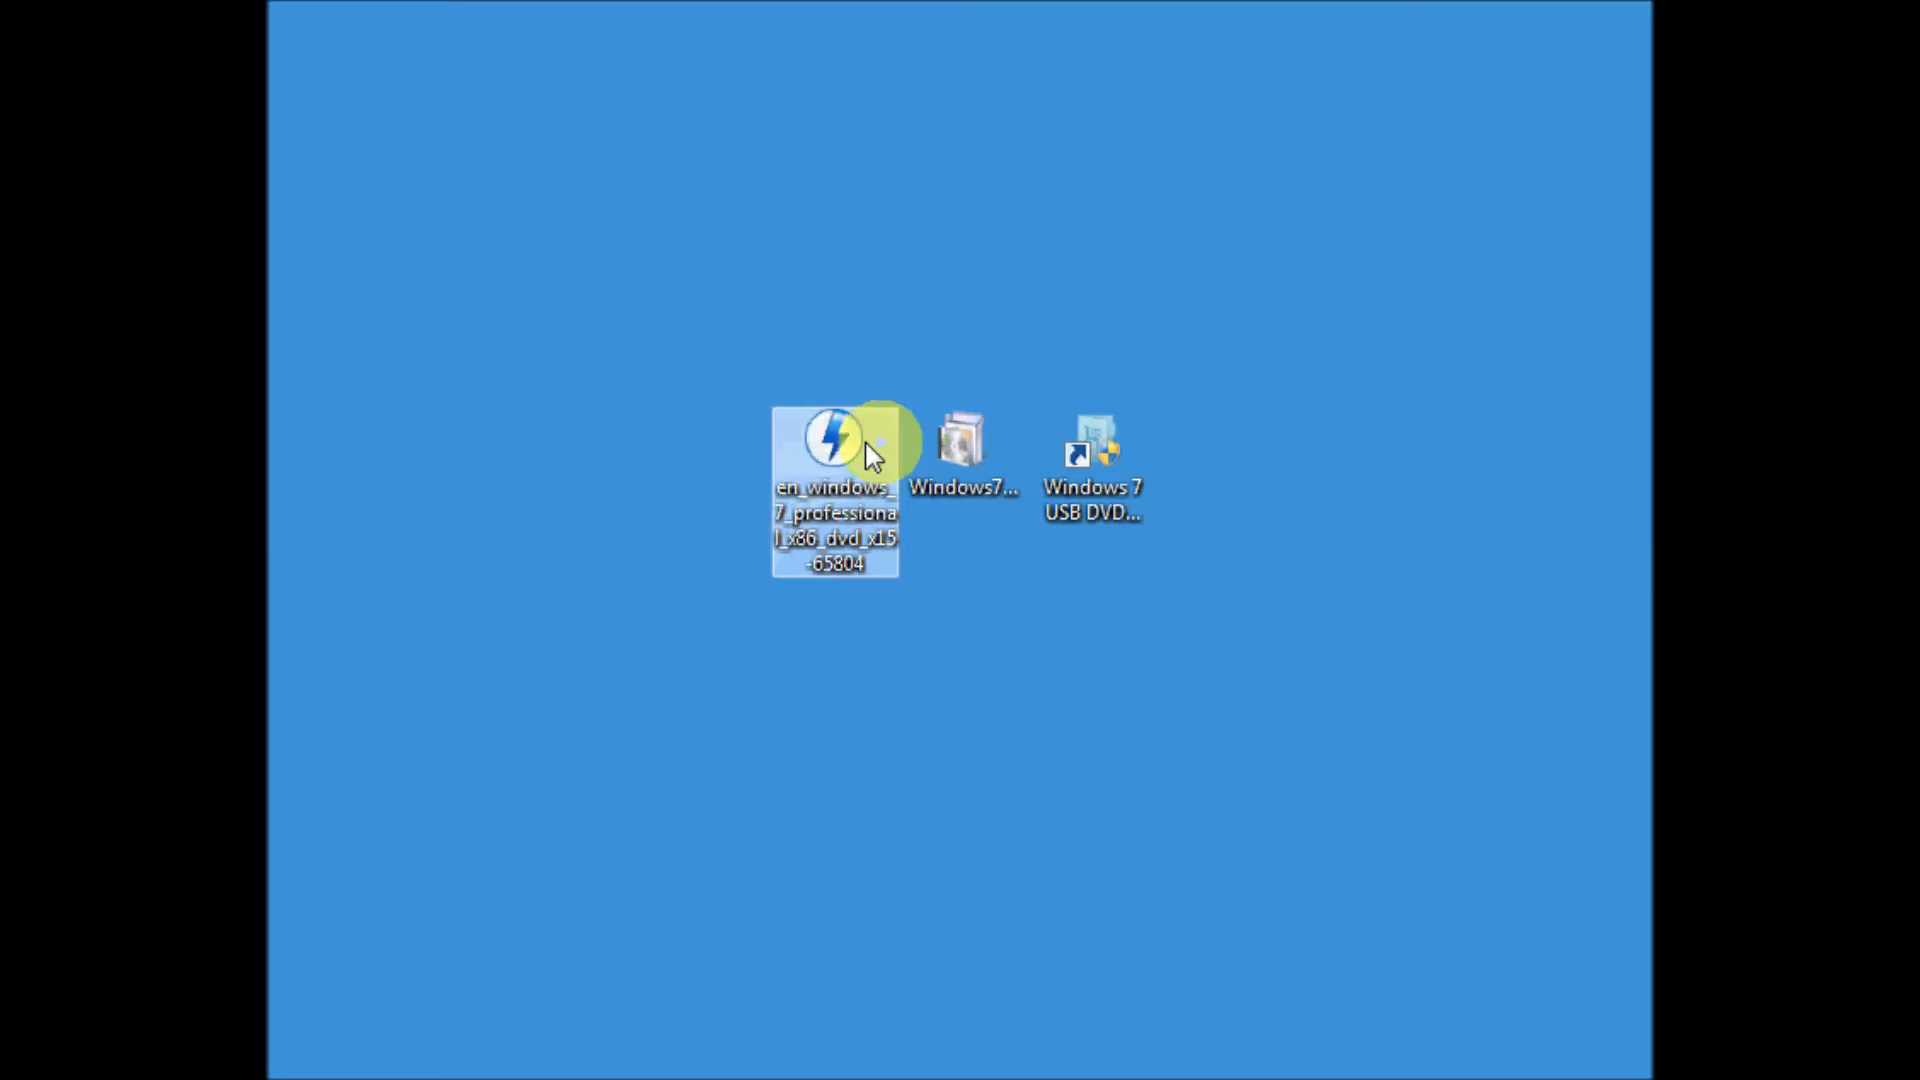 en_windows_
7_professiona
l_x86_dvd_x15
-65804
Windows7...
Windows 7
USB DVD...